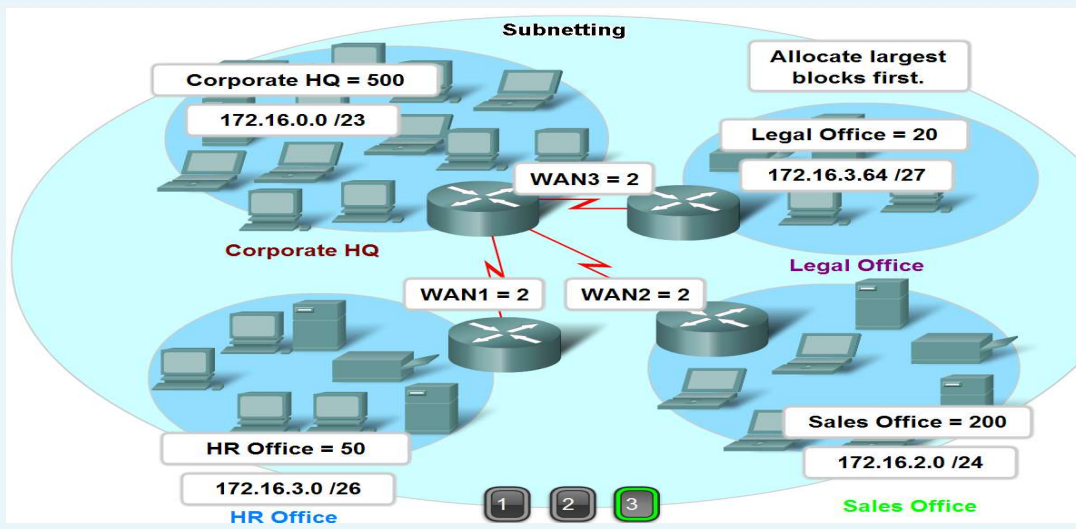 Subnetting
Allocate largest
blocks first.
Corporate HQ = 500
172.16.0.0 /23
Legal Office = 20
172.16.3.64 /27
WAN3 = 2
Corporate HQ
Legal Office
WAN1 = 2
WAN2 = 2
Sales Office = 200
172.16.2.0 /24
HR Office = 50
172.16.3.0 /26
HR Office
1
2
3
Sales Office